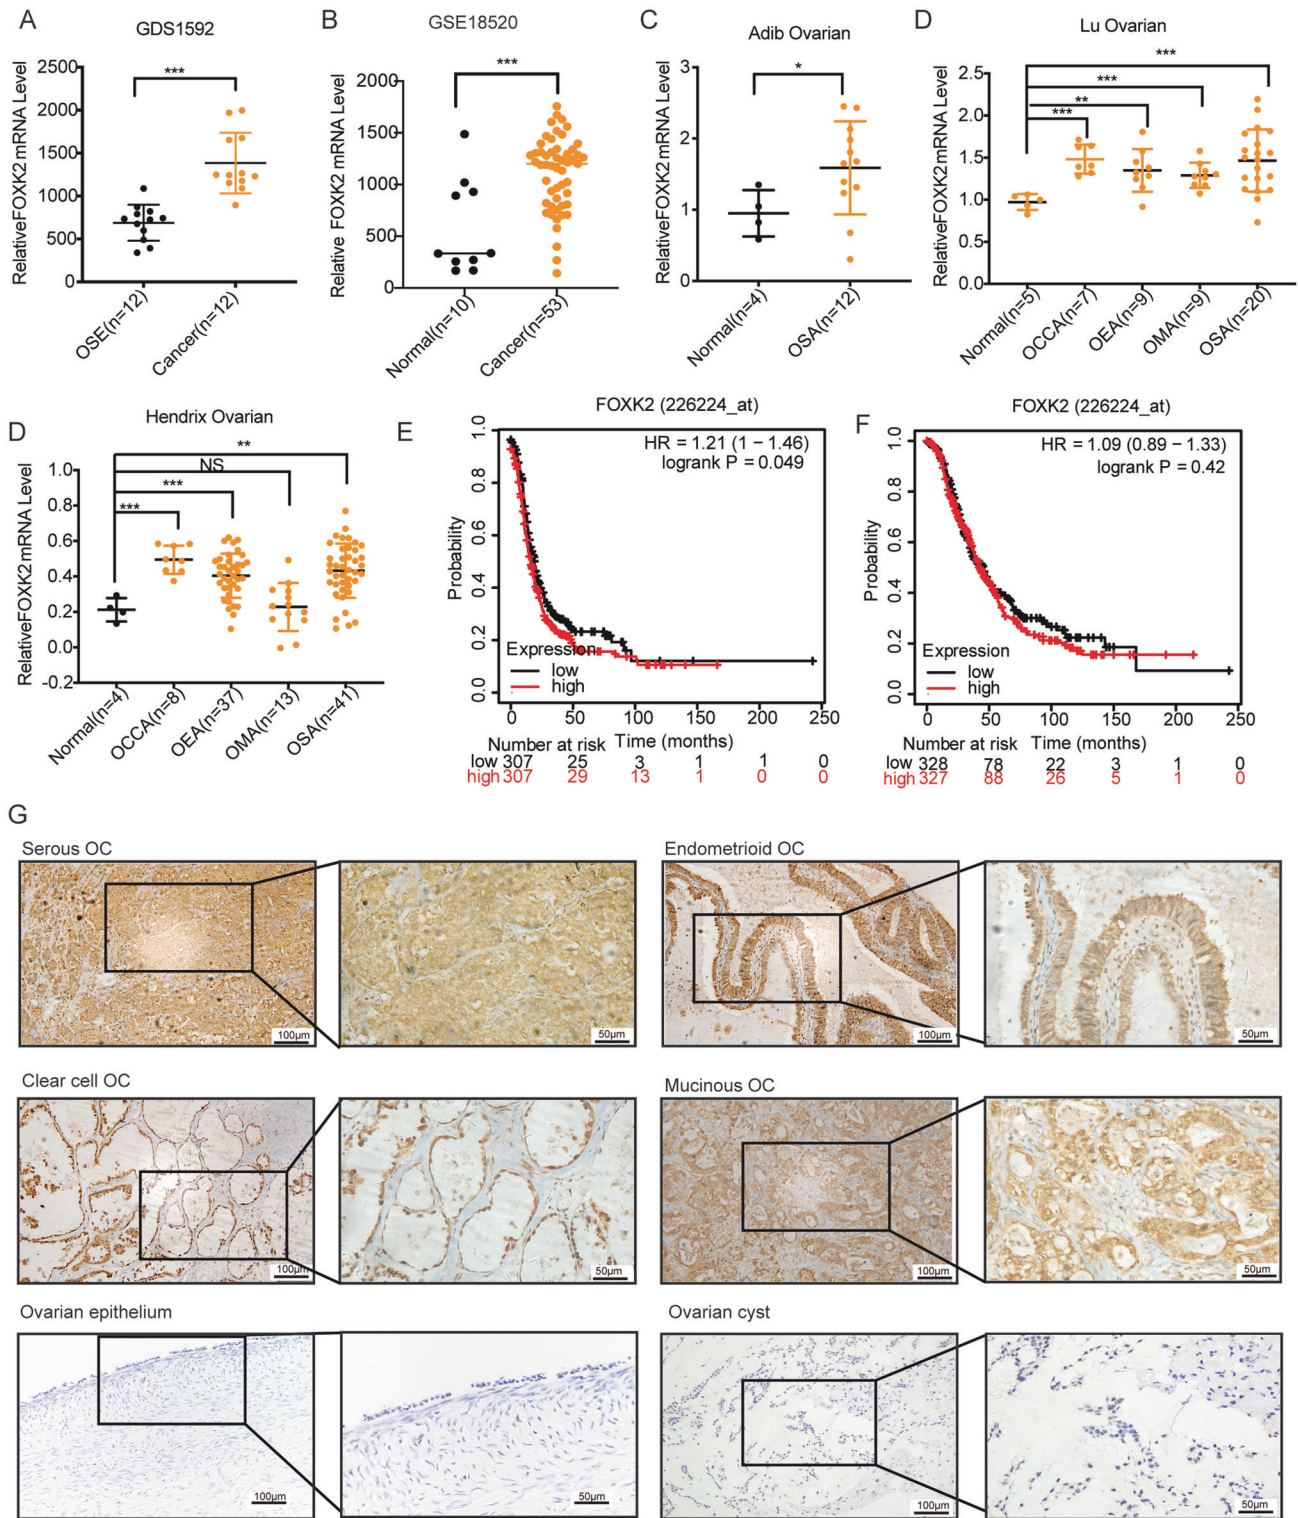 A
GDS1592
RelativeFOXK2 mRNA Level
2500
2000
1500
1000
500
0
***
OSE(n=12)
Cancer(n=12)
B
GSE18520
Relative FOXK2 mRNA Level
2000
1500
1000
500
0
***
Normal(n=10)
Cancer(n=53)
C
Adib Ovarian
RelativeFOXK2 mRNA Level
3
2
1
0
*
Normal(n=4)
OSA(n=12)
D
Lu Ovarian
RelativeFOXK2 mRNA Level
2.5
2.0
1.5
1.0
0.5
0.0
***
***
**
***
Normal(n=5)
OCCA(n=7)
OEA(n=9)
OMA(n=9)
OSA(n=20)
D
Hendrix Ovarian
RelativeFOXK2 mRNA Level
1.0
0.8
0.6
0.4
0.2
0.0
-0.2
**
NS
***
***
Normal(n=4)
OCCA(n=8)
OEA(n=37)
OMA(n=13)
OSA(n=41)
E
FOXK2 (226224_at)
HR = 1.21 (1 − 1.46)
logrank P = 0.049
Probability
1.0
0.8
0.6
0.4
0.2
0.0
Expression
low
high
0 50 100 150 200 250
Number at risk Time (months)
low 307 25 3 1 1 0
high 307 29 13 1 0 0
F
FOXK2 (226224_at)
HR = 1.09 (0.89 − 1.33)
logrank P = 0.42
Probability
1.0
0.8
0.6
0.4
0.2
0.0
Expression
low
high
0 50 100 150 200 250
Number at risk Time (months)
low 328 78 22 3 1 0
high 327 88 26 5 1 0
G
Serous OC
100µm
50µm
Endometrioid OC
100µm
50µm
Clear cell OC
100µm
50µm
Mucinous OC
100µm
50µm
Ovarian epithelium
100µm
50µm
Ovarian cyst
100µm
50µm